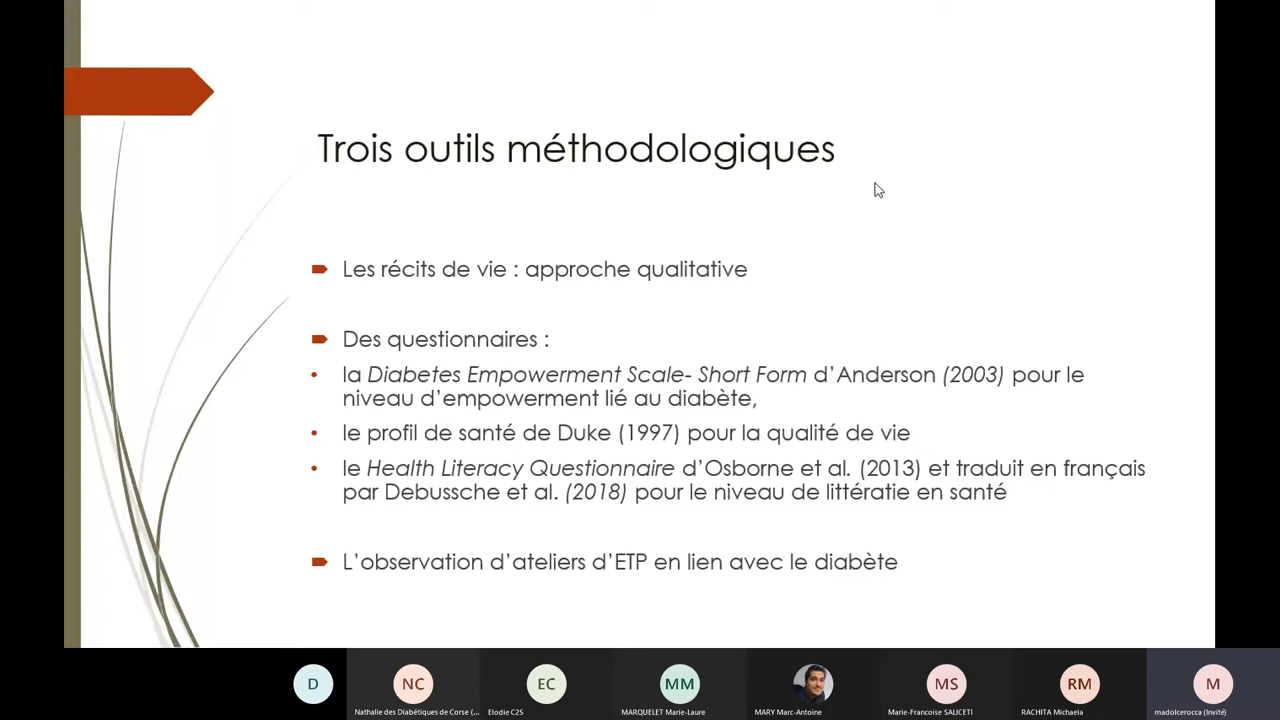 Trois outils méthodologiques
Les récits de vie : approche qualitative
Des questionnaires :
la Diabetes Empowerment Scale- Short Form d’Anderson (2003) pour le
niveau d’empowerment lié au diabète,
le profil de santé de Duke (1997) pour la qualité de vie
le Health Literacy Questionnaire d’Osborne et al. (2013) et traduit en français
par Debussche et al. (2018) pour le niveau de littératie en santé
L’observation d’ateliers d’ETP en lien avec le diabète
D
NC
EC
MM
MS
RM
M
Nathalie des Diabétiques de Corse (...
Elodie C2S
MARQUELET Marie-Laure
MARY Marc-Antoine
Marie-Francoise SALICETI
RACHITA Michaela
madolcerocca (Invité)